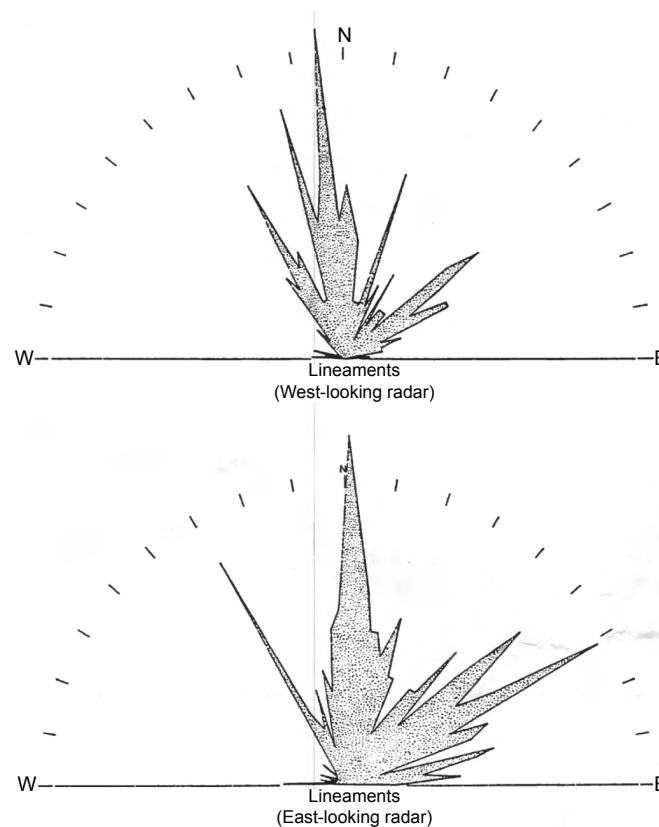 N
W E
Lineaments
(West-looking radar)
N
W E
Lineaments
(East-looking radar)